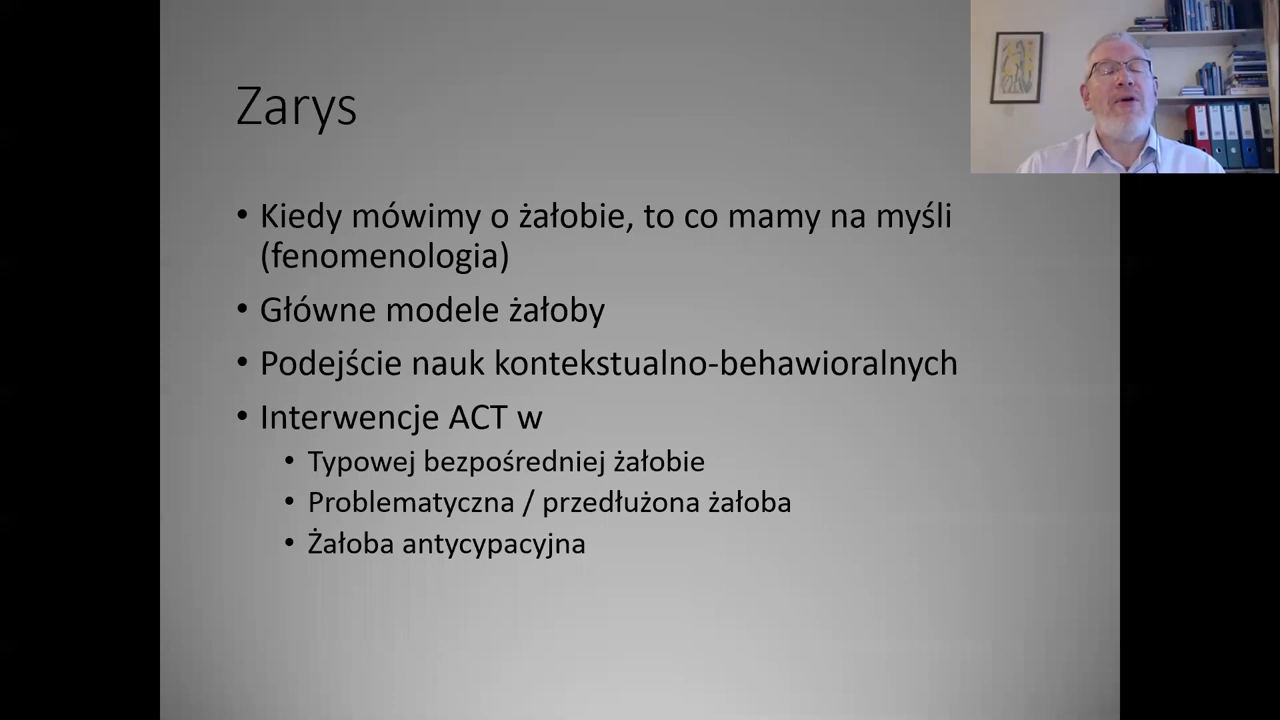 Zarys
• Kiedy mówimy o żałobie, to co mamy na myśli
(fenomenologia)
• Główne modele żałoby
• Podejście nauk kontekstualno-behawioralnych
• Interwencje ACT w
• Typowej bezpośredniej żałobie
• Problematyczna / przedłużona żałoba
• Żałoba antycypacyjna